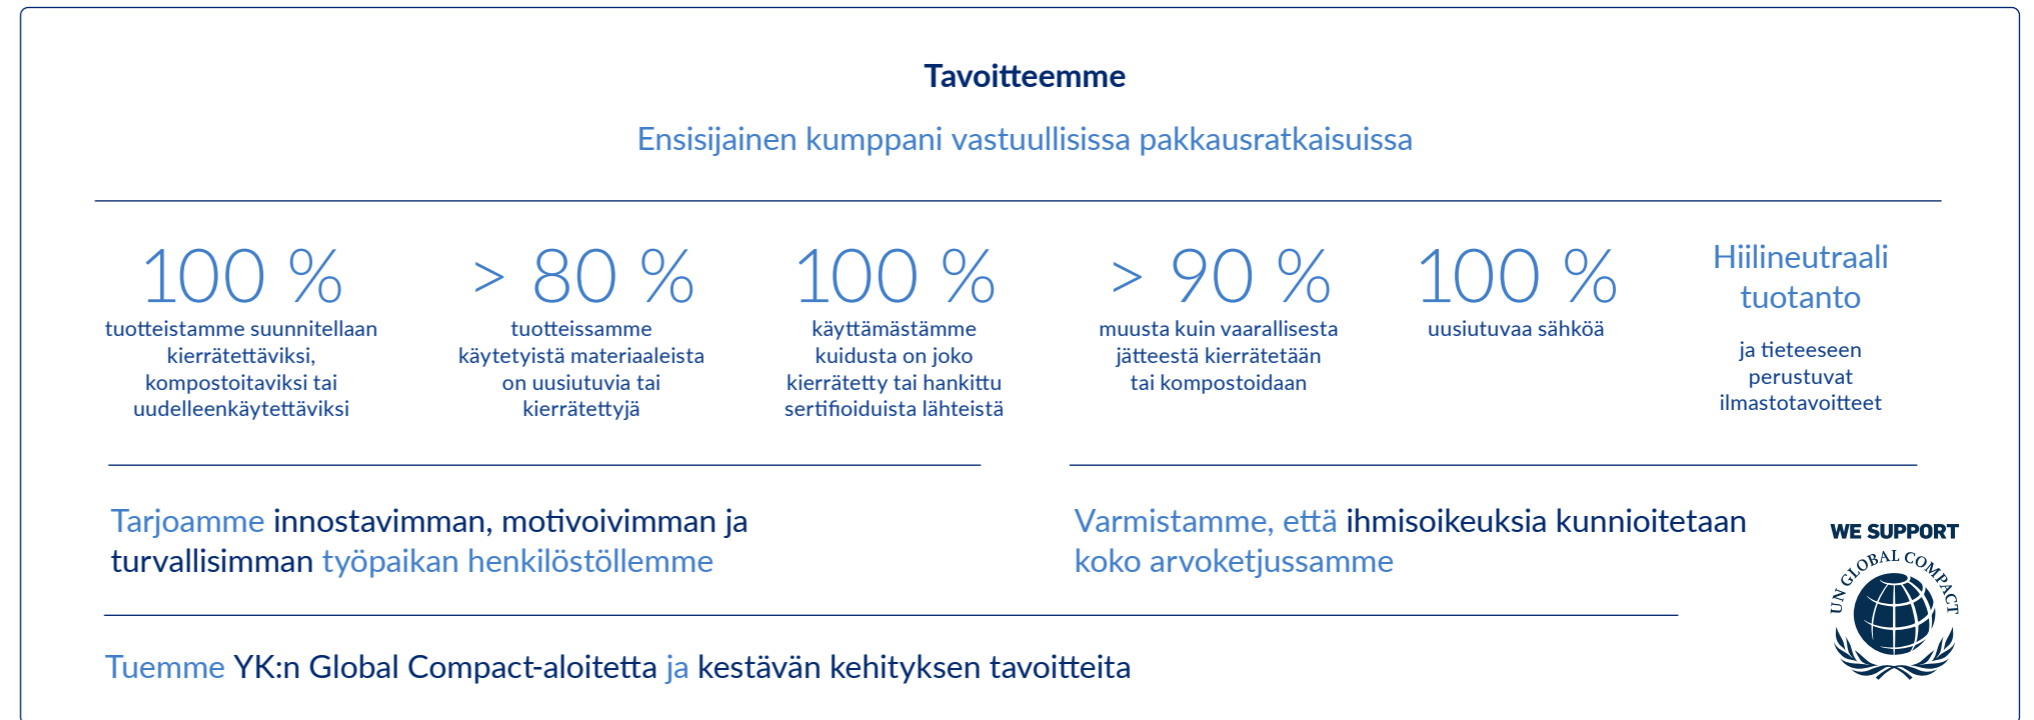 Tavoitteemme
Ensisijainen kumppani vastuullisissa pakkausratkaisuissa
100 %
tuotteistamme suunnitellaan
kierrätettäviksi,
kompostoitaviksi tai
uudelleenkäytettäviksi
> 80 %
tuotteissamme
käytetyistä materiaaleista
on uusiutuvia tai
kierrätettyjä
100 %
käyttämästämme
kuidusta on joko
kierrätetty tai hankittu
sertifioiduista lähteistä
> 90 %
muusta kuin vaarallisesta
jätteestä kierrätetään
tai kompostoidaan
100 %
uusiutuvaa sähköä
Hiilineutraali
tuotanto
ja tieteeseen
perustuvat
ilmastotavoitteet
Tarjoamme innostavimman, motivoivimman ja
turvallisimman työpaikan henkilöstöllemme
Varmistamme, että ihmisoikeuksia kunnioitetaan
koko arvoketjussamme
WE SUPPORT
UN GLOBAL COMPACT
Tuemme YK:n Global Compact-aloitetta ja kestävän kehityksen tavoitteita